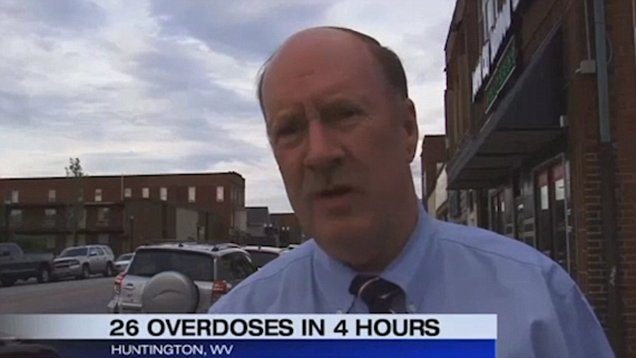 26 OVERDOSES IN 4 HOURS
HUNTINGTON, WV